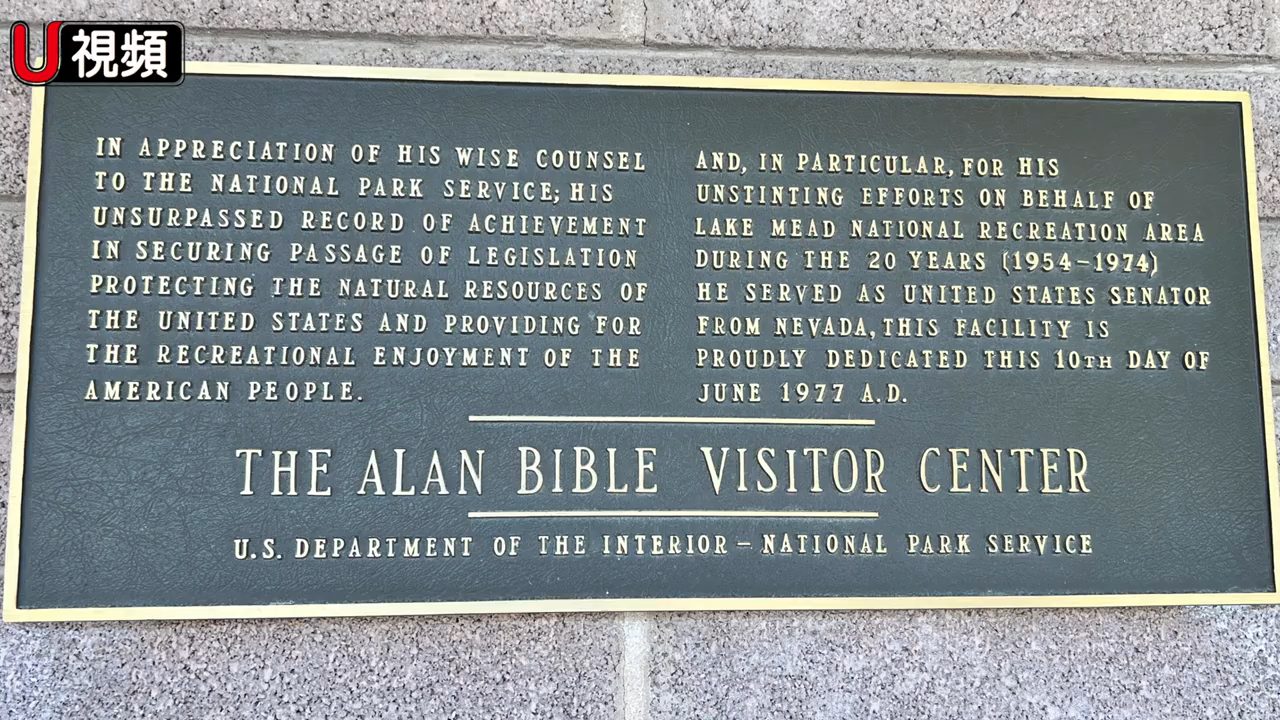 U視頻
IN APPRECIATION OF HIS WISE COUNSEL
TO THE NATIONAL PARK SERVICE; HIS
UNSURPASSED RECORD OF ACHIEVEMENT
IN SECURING PASSAGE OF LEGISLATION
PROTECTING THE NATURAL RESOURCES OF
THE UNITED STATES AND PROVIDING FOR
THE RECREATIONAL ENJOYMENT OF THE
AMERICAN PEOPLE.
AND, IN PARTICULAR, FOR HIS
UNSTINTING EFFORTS ON BEHALF OF
LAKE MEAD NATIONAL RECREATION AREA
DURING THE 20 YEARS (1954-1974)
HE SERVED AS UNITED STATES SENATOR
FROM NEVADA, THIS FACILITY IS
PROUDLY DEDICATED THIS 10TH DAY OF
JUNE 1977 A.D.
THE ALAN BIBLE VISITOR CENTER
U.S. DEPARTMENT OF THE INTERIOR – NATIONAL PARK SERVICE